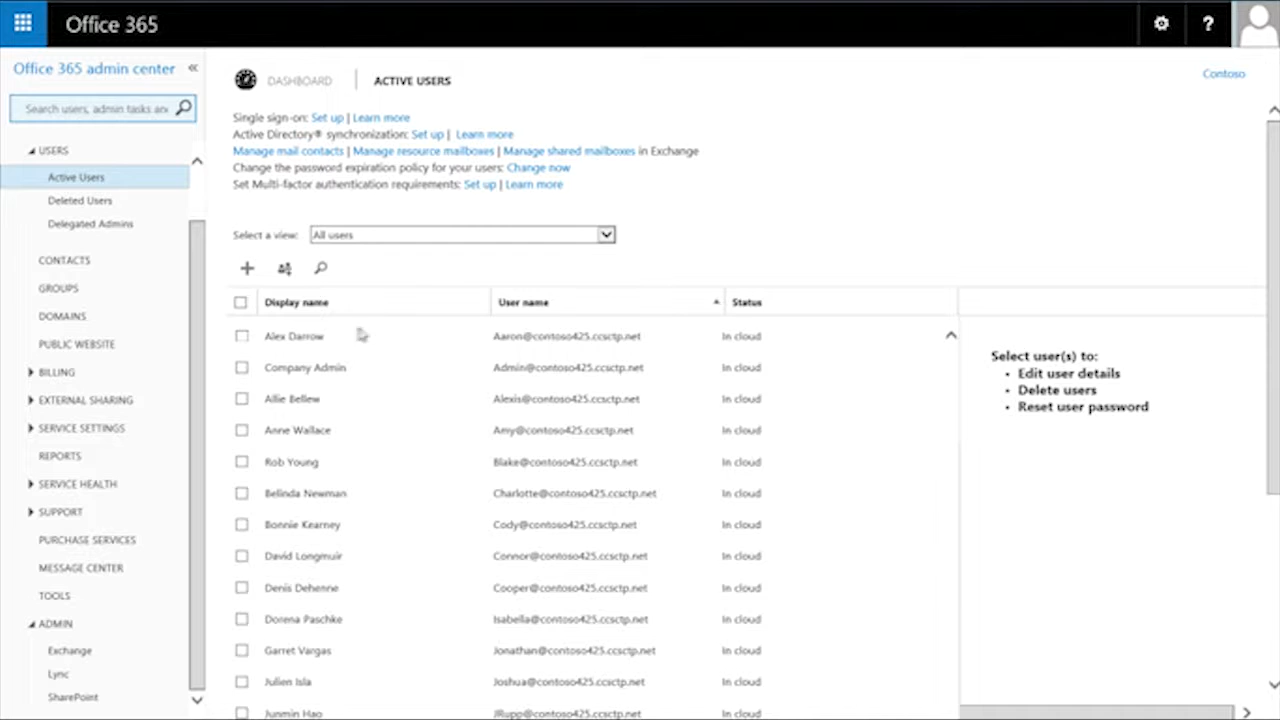 Office 365
?
Office 365 admin center «
Search users, admin tasks and
USERS
Active Users
Deleted Users
Delegated Admins
CONTACTS
GROUPS
DOMAINS
PUBLIC WEBSITE
BILLING
EXTERNAL SHARING
SERVICE SETTINGS
REPORTS
SERVICE HEALTH
SUPPORT
PURCHASE SERVICES
MESSAGE CENTER
TOOLS
ADMIN
Exchange
Lync
SharePoint
DASHBOARD | ACTIVE USERS
Contoso
Single sign-on: Set up | Learn more
Active Directory® synchronization: Set up | Learn more
Manage mail contacts | Manage resource mailboxes | Manage shared mailboxes in Exchange
Change the password expiration policy for your users: Change now
Set Multi-factor authentication requirements: Set up | Learn more
Select a view: All users
Display name User name Status
Alex Darrow Aaron@contoso425.ccsctp.net In cloud
Company Admin Admin@contoso425.ccsctp.net In cloud
Allie Bellew Alexis@contoso425.ccsctp.net In cloud
Anne Wallace Amy@contoso425.ccsctp.net In cloud
Rob Young Blake@contoso425.ccsctp.net In cloud
Belinda Newman Charlotte@contoso425.ccsctp.net In cloud
Bonnie Kearney Cody@contoso425.ccsctp.net In cloud
David Longmuir Connor@contoso425.ccsctp.net In cloud
Denis Dehenne Cooper@contoso425.ccsctp.net In cloud
Dorena Paschke Isabella@contoso425.ccsctp.net In cloud
Garret Vargas Jonathan@contoso425.ccsctp.net In cloud
Julien Isla Joshua@contoso425.ccsctp.net In cloud
Junmin Hao JRupp@contoso425.ccsctp.net In cloud
Select user(s) to:
• Edit user details
• Delete users
• Reset user password